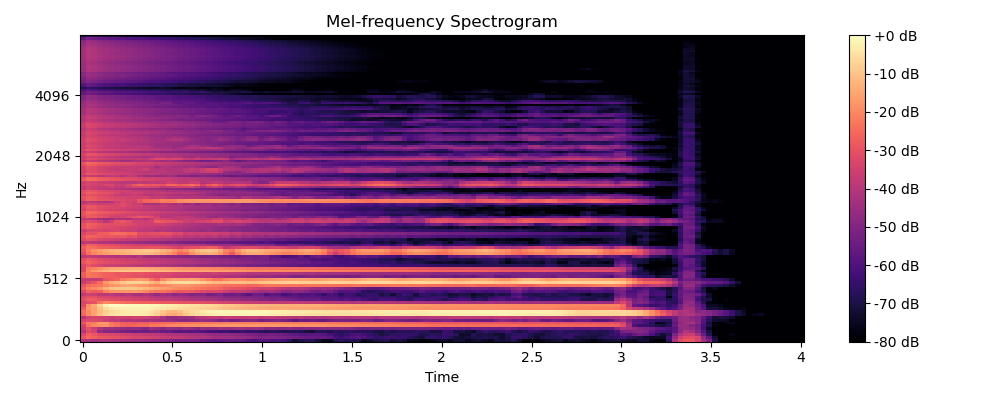 Mel-frequency Spectrogram
Hz
4096
2048
1024
512
0
0
0.5
1
1.5
2
2.5
3
3.5
4
Time
+0 dB
-10 dB
-20 dB
-30 dB
-40 dB
-50 dB
-60 dB
-70 dB
-80 dB